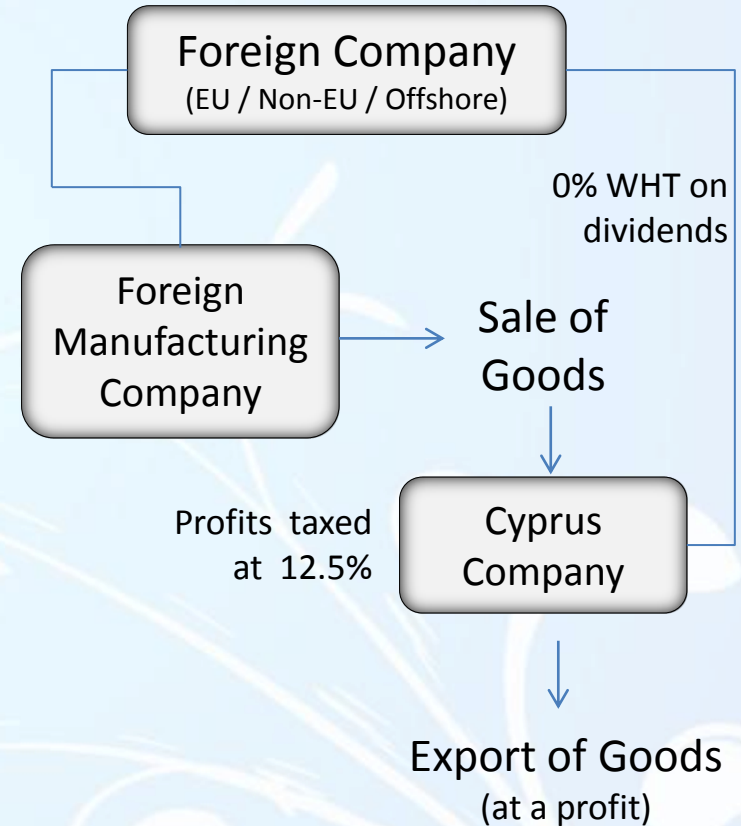 Foreign Company
(EU / Non-EU / Offshore)
0% WHT on
dividends
Foreign
Manufacturing
Company
Sale of
Goods
Profits taxed
at 12.5%
Cyprus
Company
Export of Goods
(at a profit)